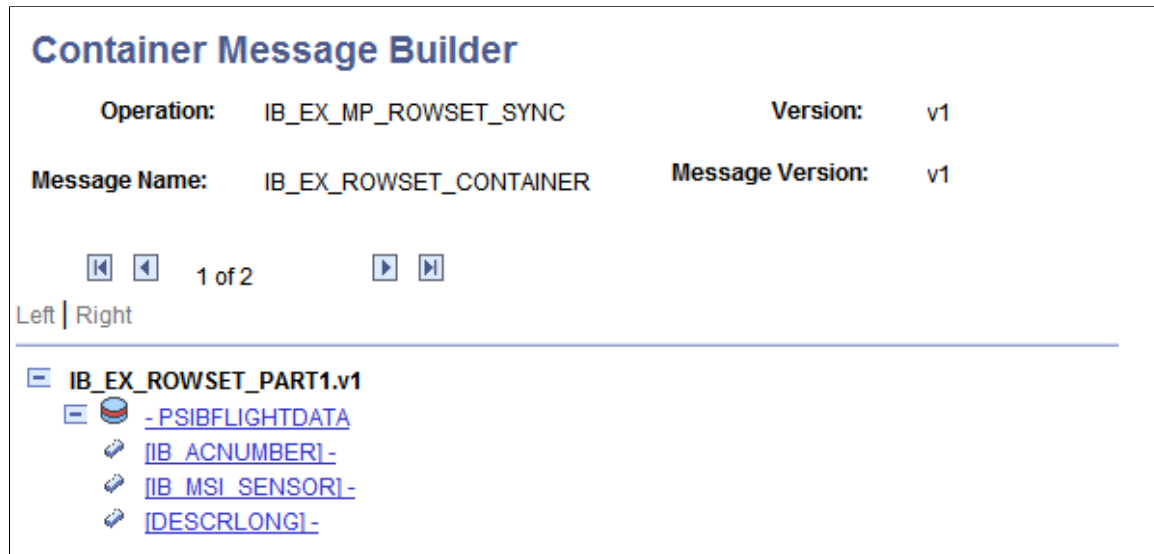 Container Message Builder
Operation: IB_EX_MP_ROWSET_SYNC Version: v1
Message Name: IB_EX_ROWSET_CONTAINER Message Version: v1
1 of 2
Left | Right
IB_EX_ROWSET_PART1.v1
- PSIBFLIGHTDATA
[IB_ACNUMBER] -
[IB_MSI_SENSOR] -
[DESCRLONG] -